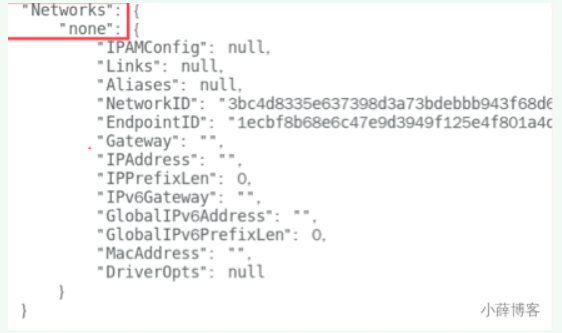 "Networks": {
"none": {
"IPAMConfig": null,
"Links": null,
"Aliases": null,
"NetworkID": "3bc4d8335e637398d3a73bdebbb943f68d6
"EndpointID": "1ecbf8b68e6c47e9d3949f125e4f801a4c
"Gateway": "",
"IPAddress": "",
"IPPrefixLen": 0,
"IPv6Gateway": "",
"GlobalIPv6Address": "",
"GlobalIPv6PrefixLen": 0,
"MacAddress": "",
"DriverOpts": null
}
}
小薛博客